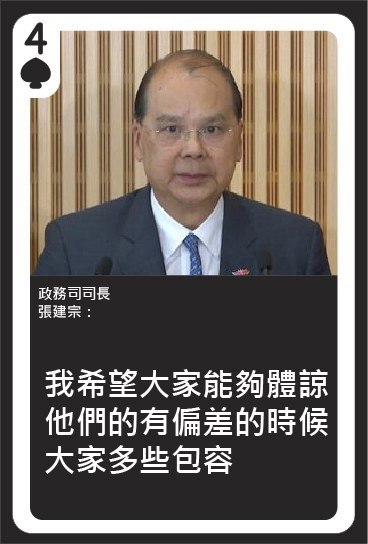 4
政務司司長
張建宗：
我希望大家能夠體諒
他們的有偏差的時候
大家多些包容